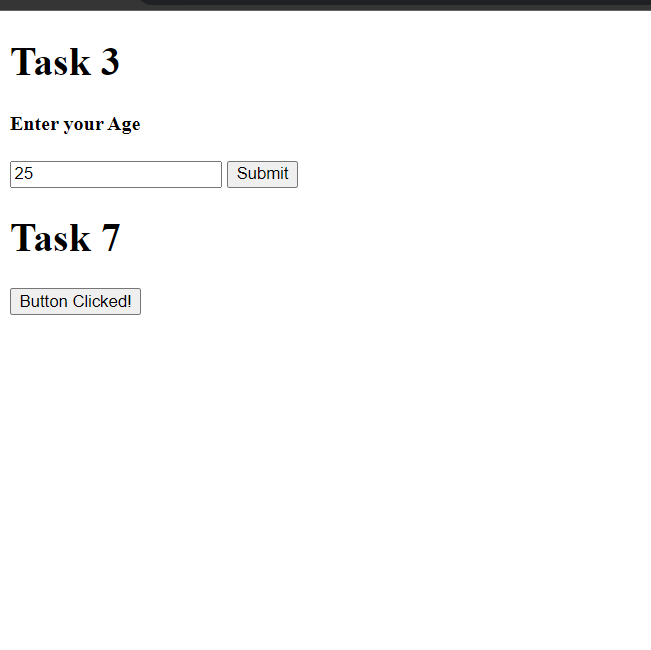 Task 3
Enter your Age
25 Submit
Task 7
Button Clicked!